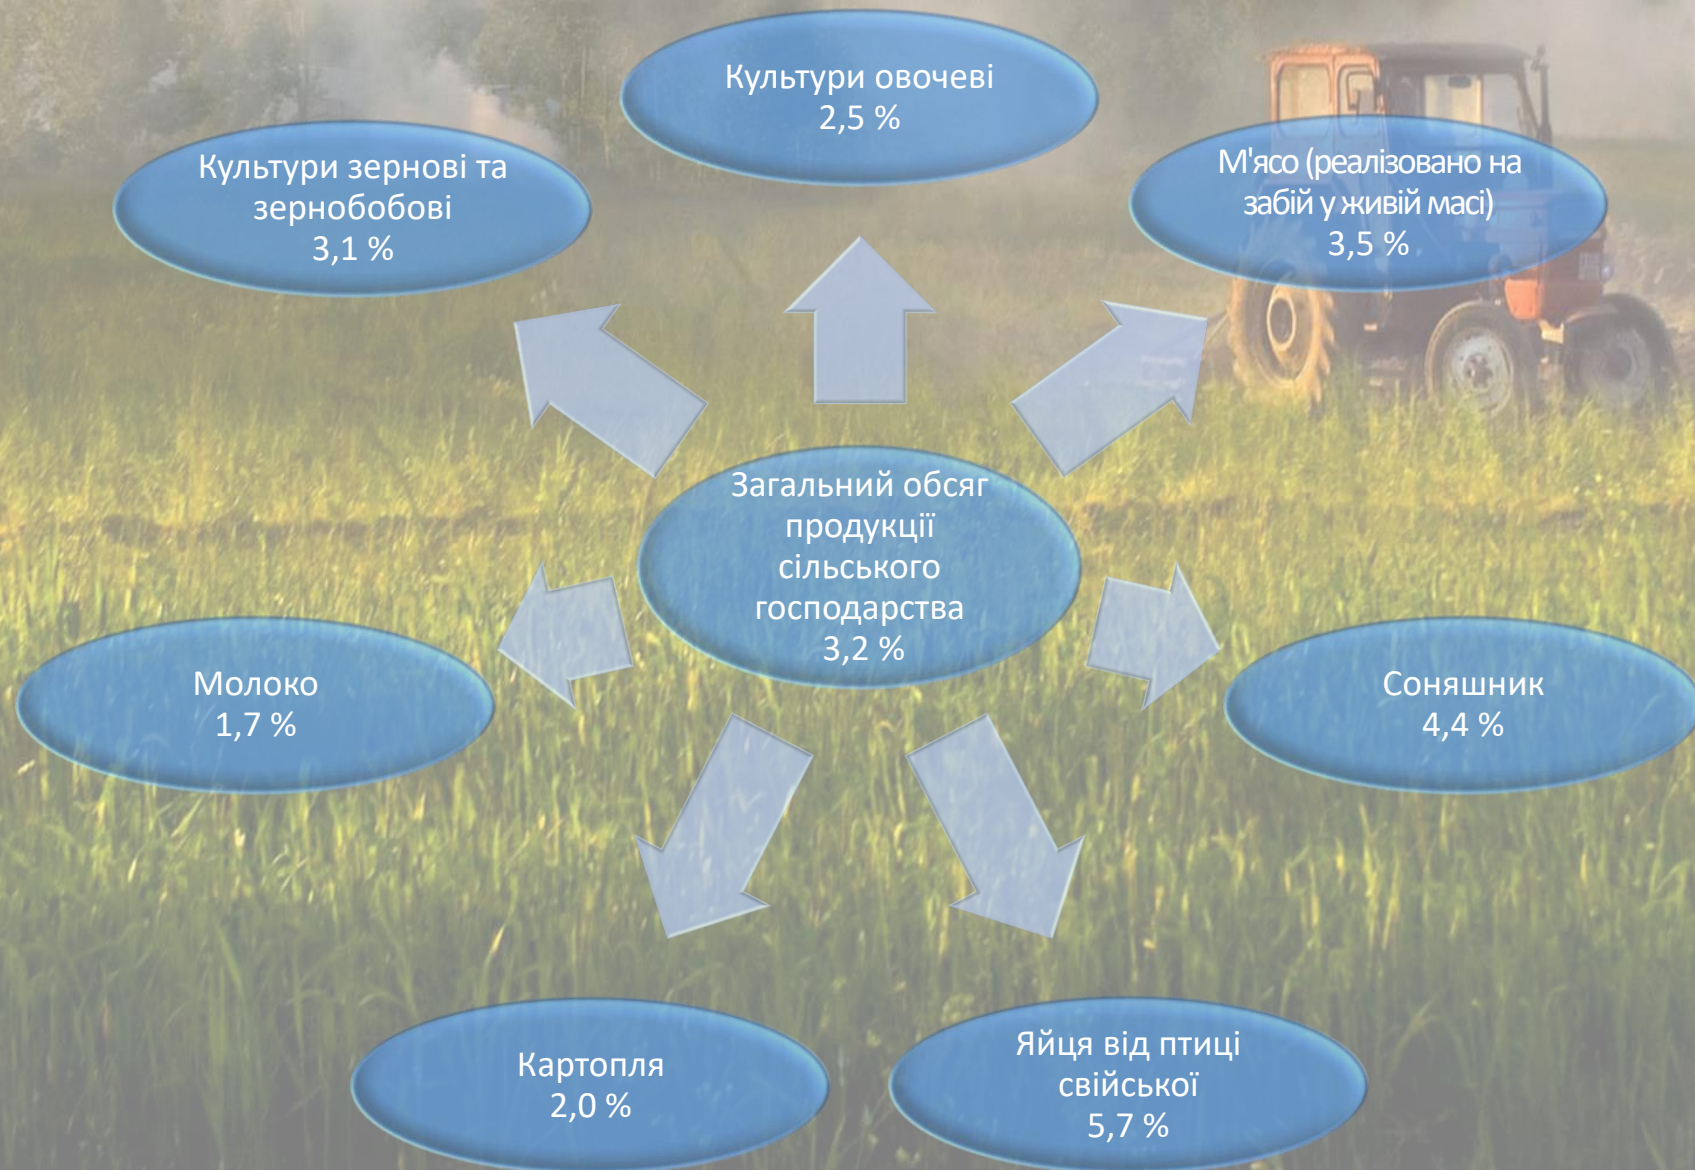 Культури овочеві
2,5 %
Культури зернові та
зернобобові
3,1 %
М'ясо (реалізовано на
забій у живій масі)
3,5 %
Загальний обсяг
продукції
сільського
господарства
3,2 %
Молоко
1,7 %
Соняшник
4,4 %
Картопля
2,0 %
Яйця від птиці
свійської
5,7 %